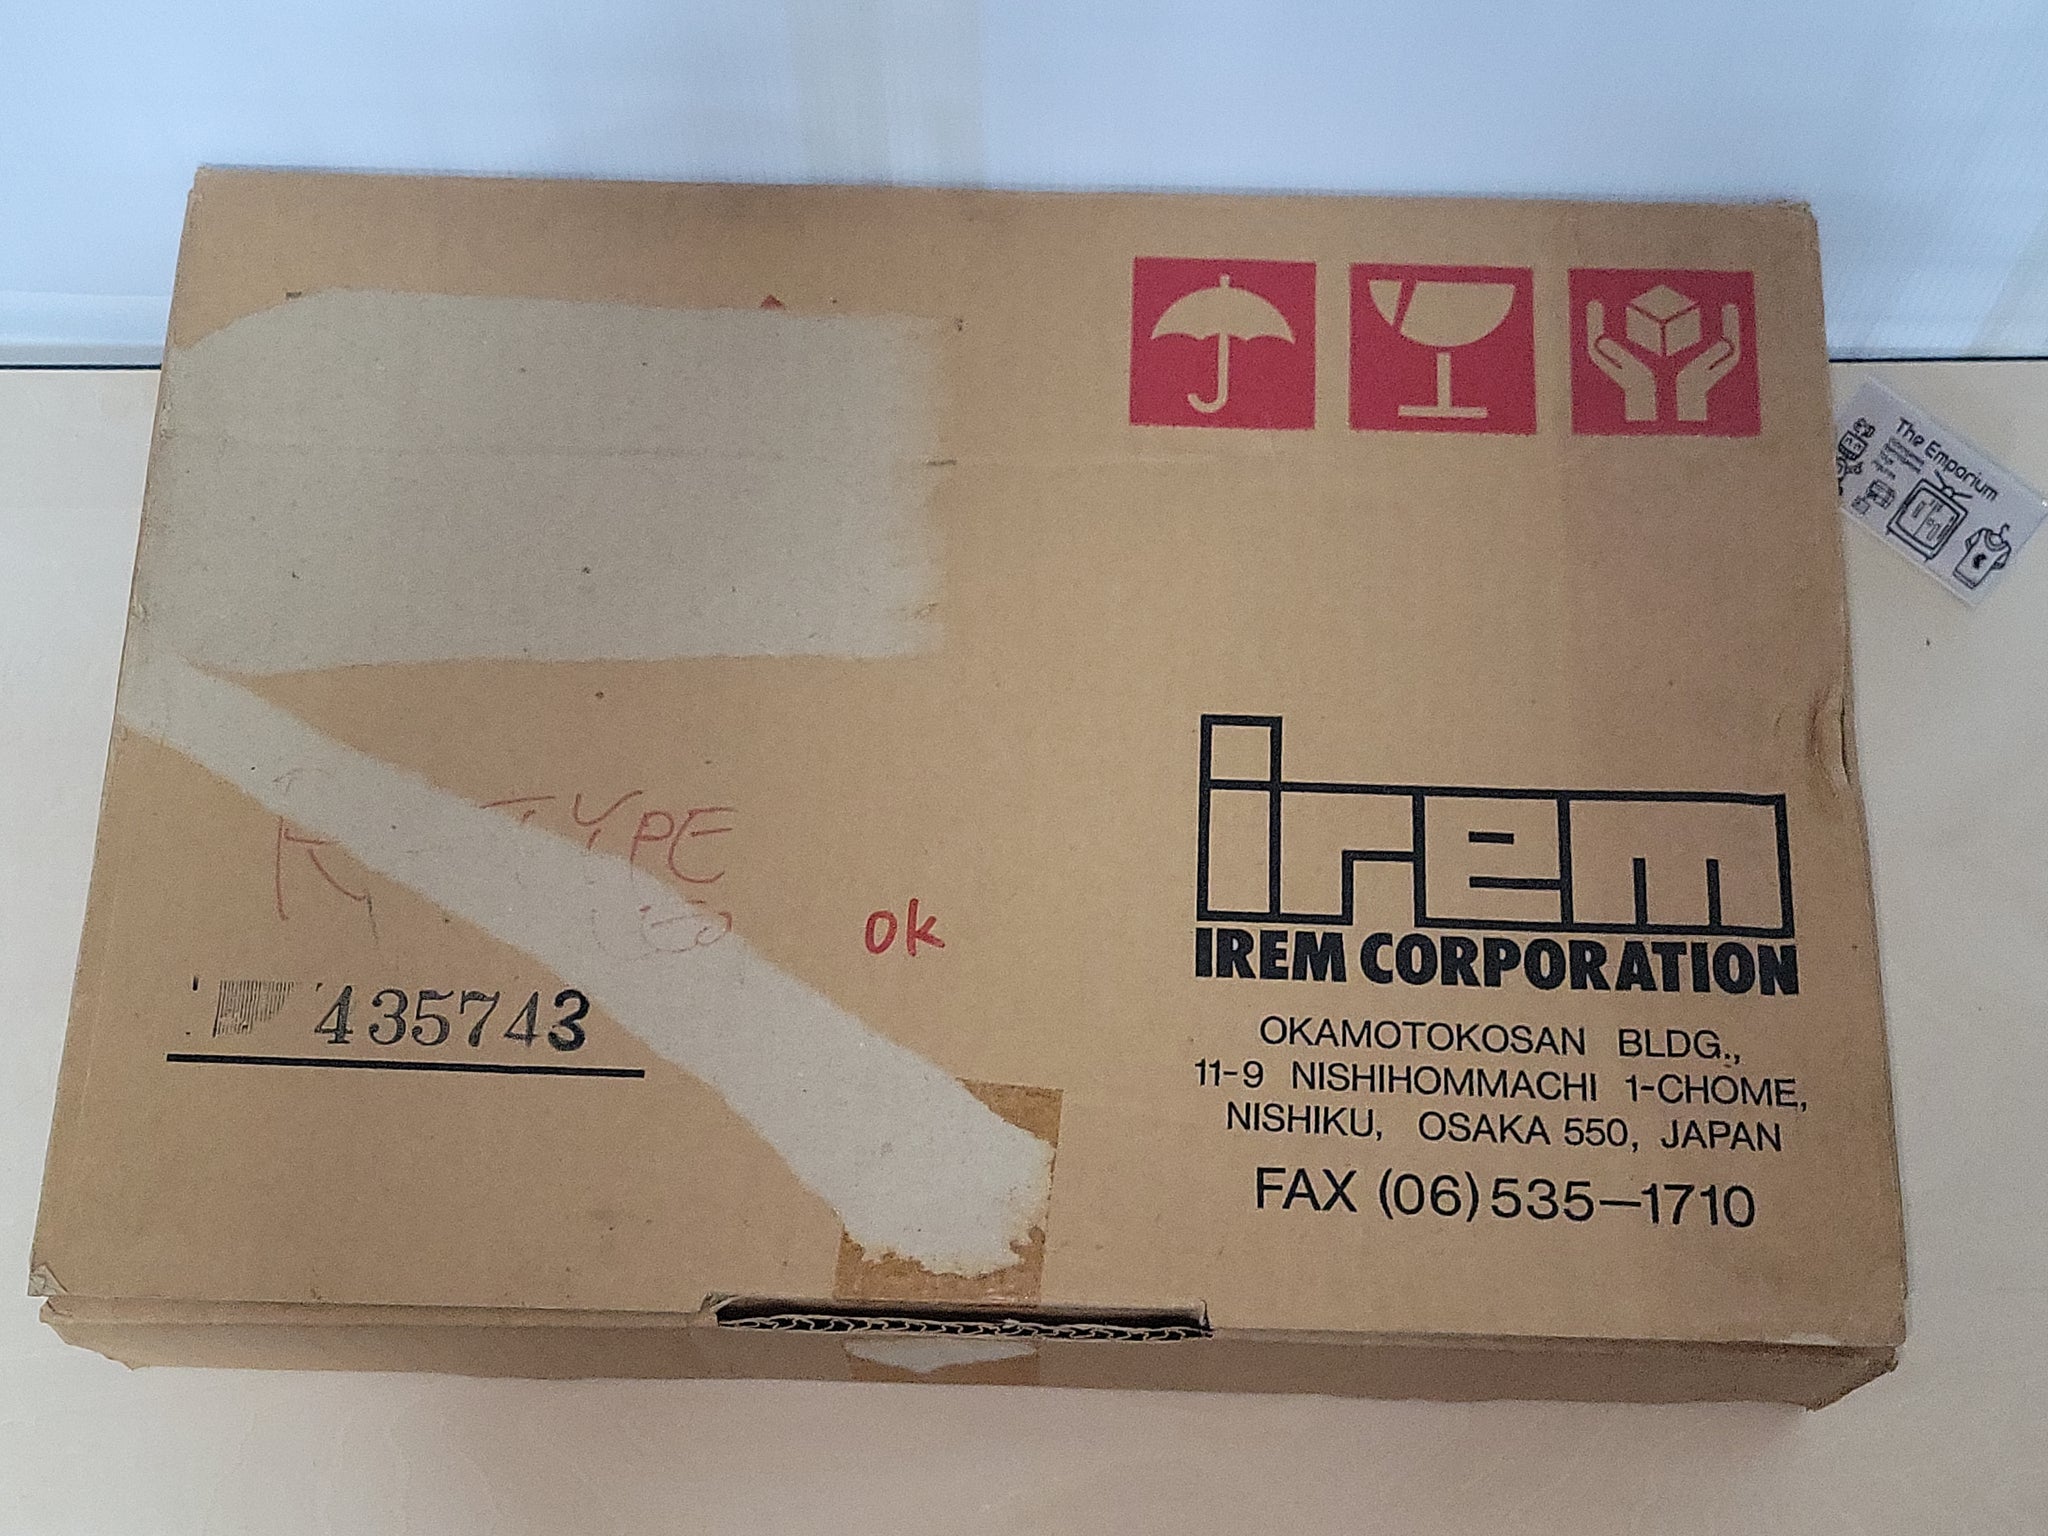 The Emporium
irem
IREM CORPORATION
OKAMOTOKOSAN BLDG.,
11-9 NISHIHOMMACHI 1-CHOME,
NISHIKU, OSAKA 550, JAPAN
FAX (06) 535-1710
R TYPE
ok
435743